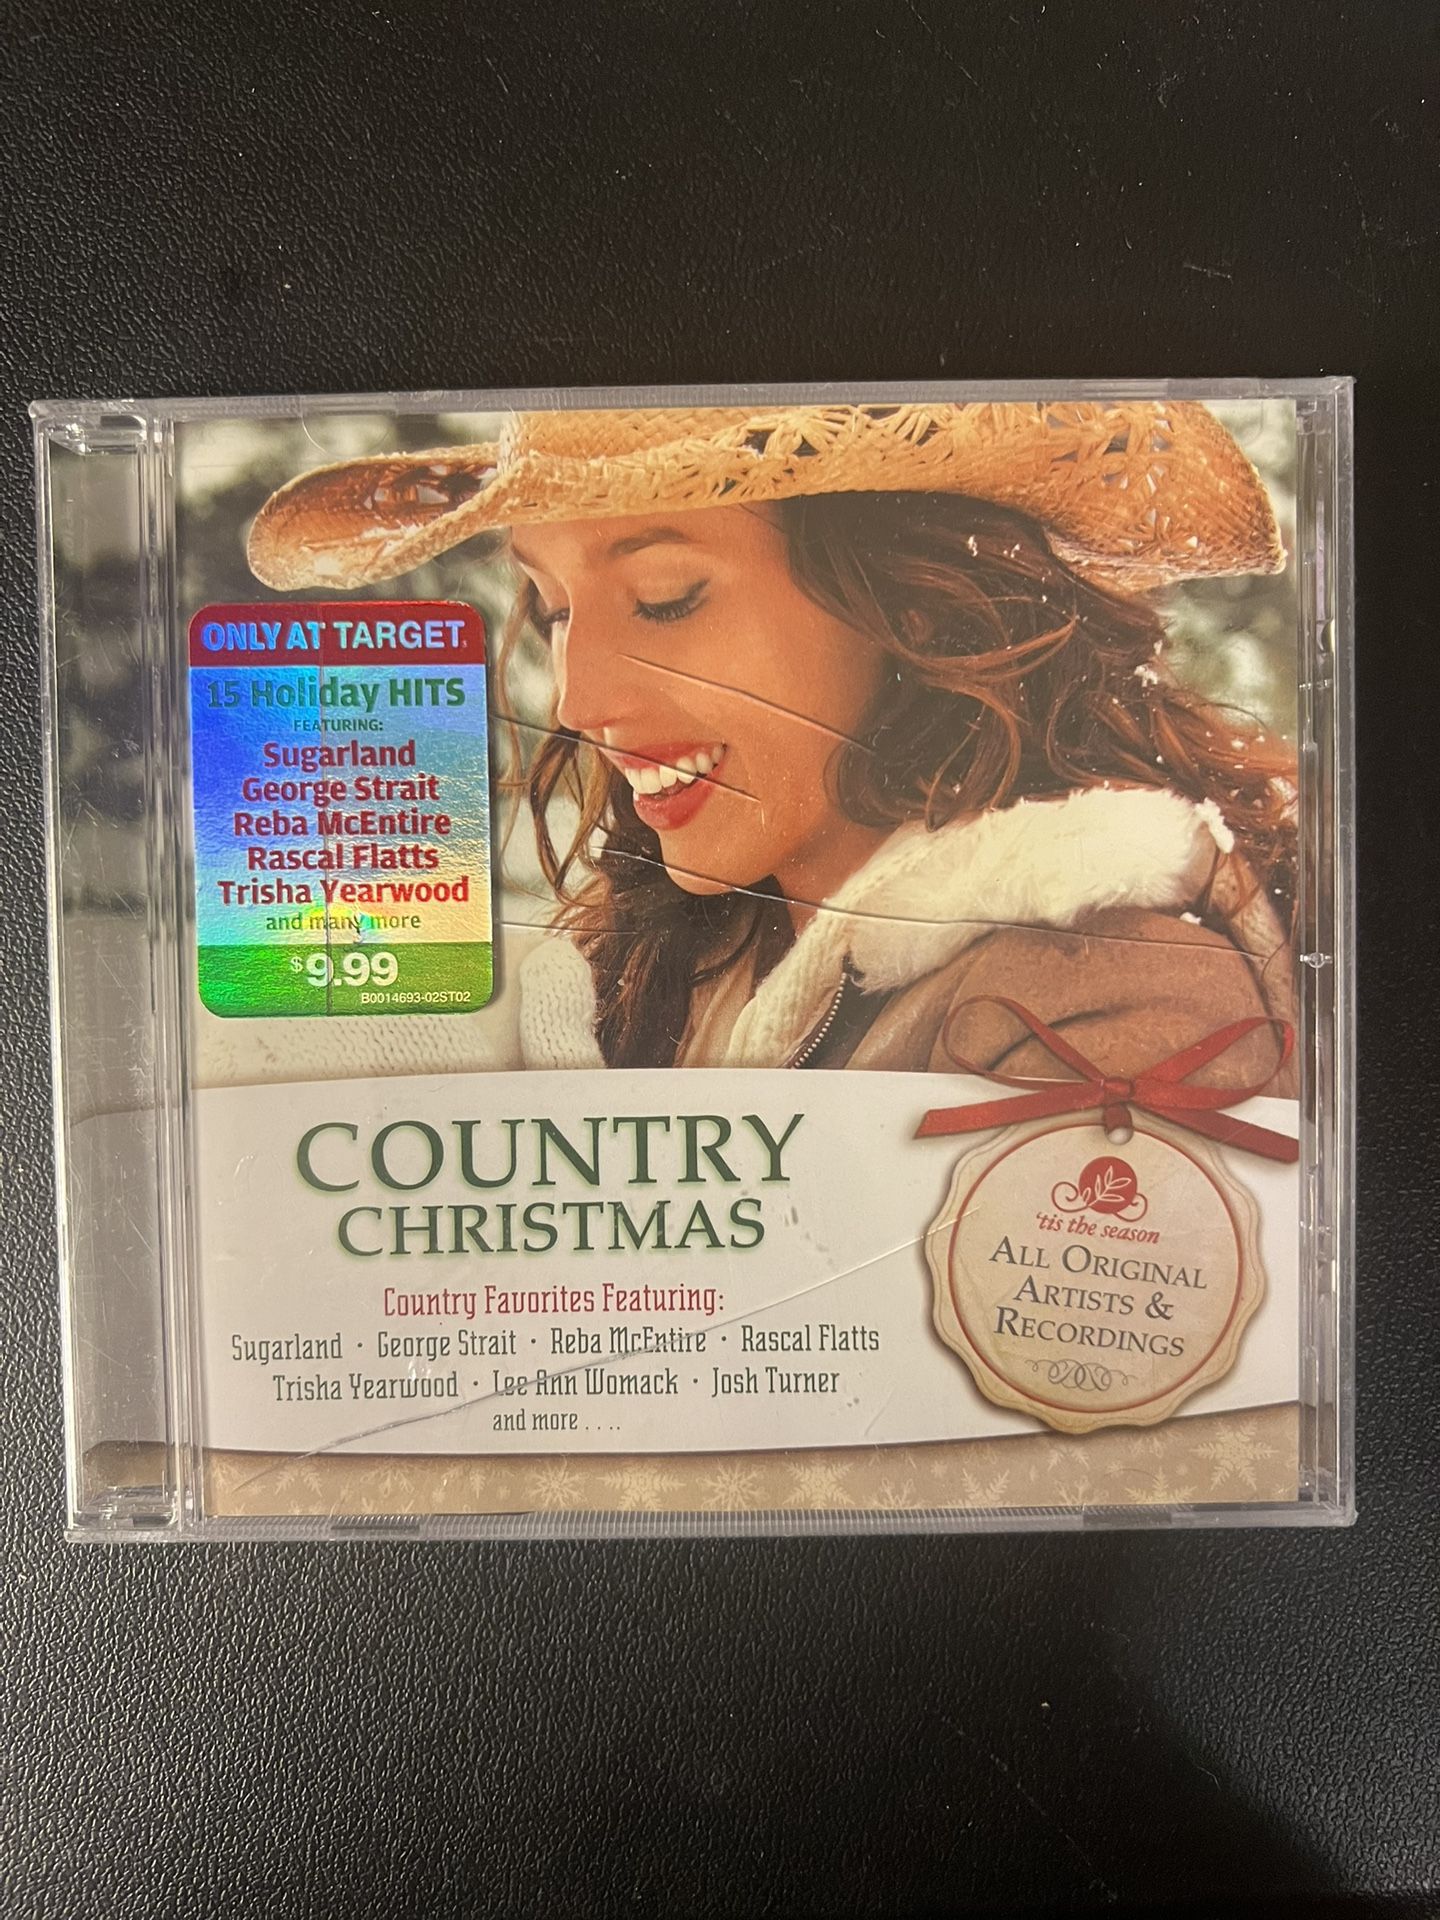 ONLY AT TARGET
15 Holiday HITS
FEATURING:
Sugarland
George Strait
Reba McEntire
Rascal Flatts
Trisha Yearwood
and many more
$9.99
B0014693-02ST02
COUNTRY
CHRISTMAS
Country Favorites Featuring:
Sugarland · George Strait · Reba McEntire · Rascal Flatts
Trisha Yearwood · Lee Ann Womack · Josh Turner
and more . . . .
'tis the season
ALL ORIGINAL
ARTISTS &
RECORDINGS